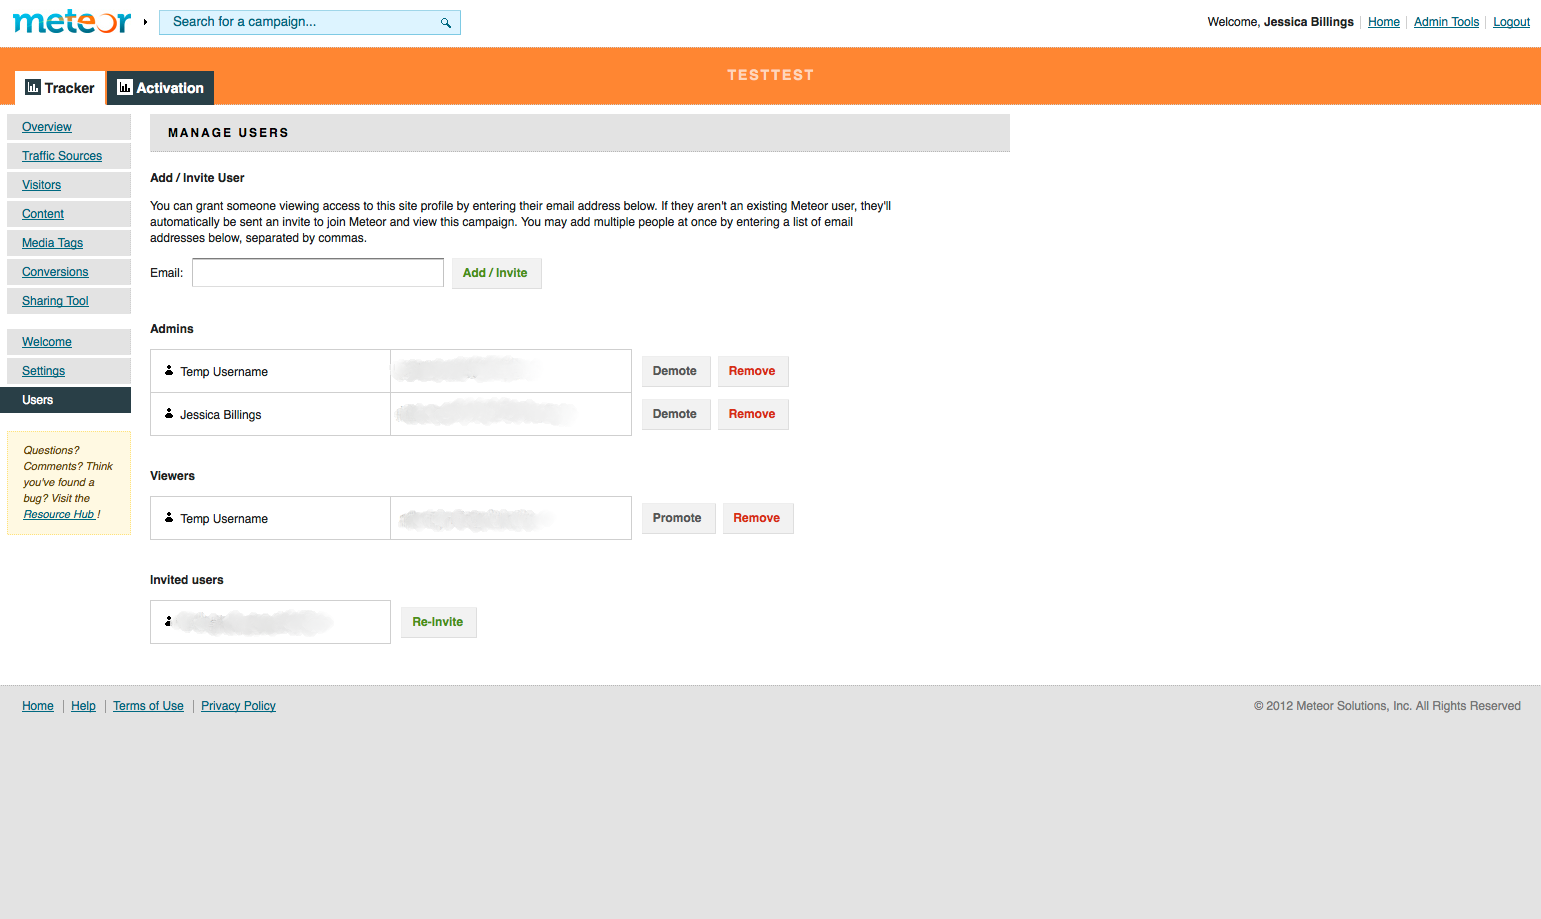 meteor
Search for a campaign...
Welcome, Jessica Billings
Home
Admin Tools
Logout
TESTTEST
Tracker
Activation
Overview
Traffic Sources
Visitors
Content
Media Tags
Conversions
Sharing Tool
Welcome
Settings
Users
Questions?
Comments? Think
you've found a
bug? Visit the
Resource Hub !
MANAGE USERS
Add / Invite User
You can grant someone viewing access to this site profile by entering their email address below. If they aren't an existing Meteor user, they'll
automatically be sent an invite to join Meteor and view this campaign. You may add multiple people at once by entering a list of email
addresses below, separated by commas.
Email:
Add / Invite
Admins
Temp Username
Demote
Remove
Jessica Billings
Demote
Remove
Viewers
Temp Username
Promote
Remove
Invited users
Re-Invite
Home
Help
Terms of Use
Privacy Policy
© 2012 Meteor Solutions, Inc. All Rights Reserved